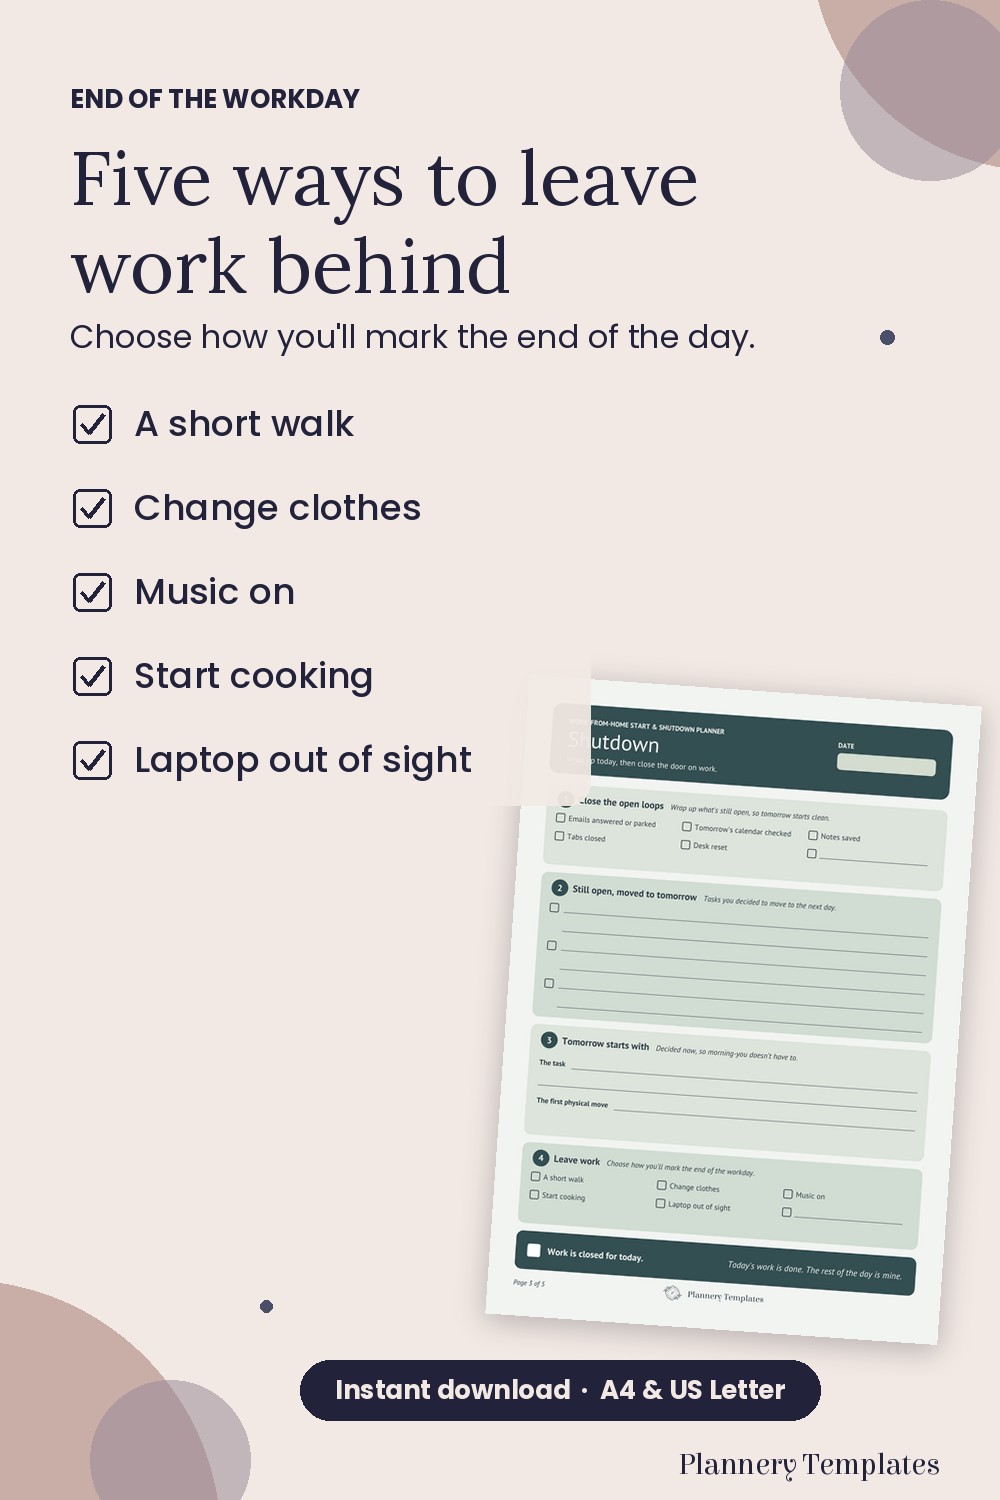 END OF THE WORKDAY
Five ways to leave
work behind
Choose how you'll mark the end of the day.
A short walk
Change clothes
Music on
Start cooking
Laptop out of sight
FROM-HOME START & SHUTDOWN PLANNER
Shutdown
today, then close the door on work.
DATE
Close the open loops Wrap up what's still open, so tomorrow starts clean.
Emails answered or parked Tomorrow's calendar checked Notes saved
Tabs closed Desk reset
2 Still open, moved to tomorrow Tasks you decided to move to the next day.
3 Tomorrow starts with Decided now, so morning-you doesn't have to.
The task
The first physical move
4 Leave work Choose how you'll mark the end of the workday.
A short walk Change clothes Music on
Start cooking Laptop out of sight
Work is closed for today. Today's work is done. The rest of the day is mine.
Page 3 of 5 Plannery Templates
Instant download · A4 & US Letter
Plannery Templates